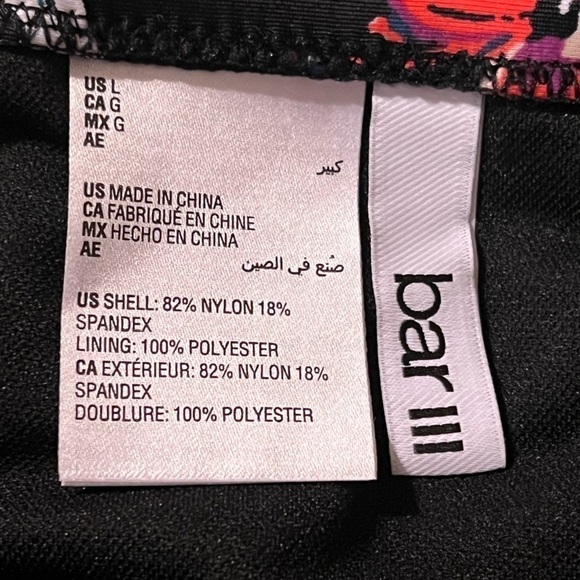 US L
CA G
MX G
AE
كبير
US MADE IN CHINA
CA FABRIQUÉ EN CHINE
MX HECHO EN CHINA
AE
صُنع في الصين
US SHELL: 82% NYLON 18%
SPANDEX
LINING: 100% POLYESTER
CA EXTÉRIEUR: 82% NYLON 18%
SPANDEX
DOUBLURE: 100% POLYESTER
bar III